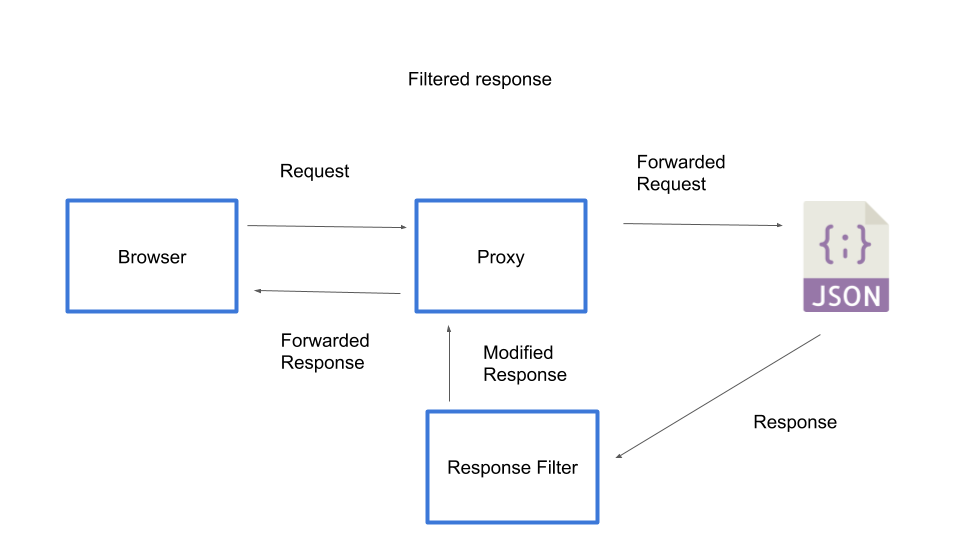 Filtered response
Request
Forwarded
Request
Browser
Proxy
{;}
JSON
Forwarded
Response
Modified
Response
Response
Response Filter